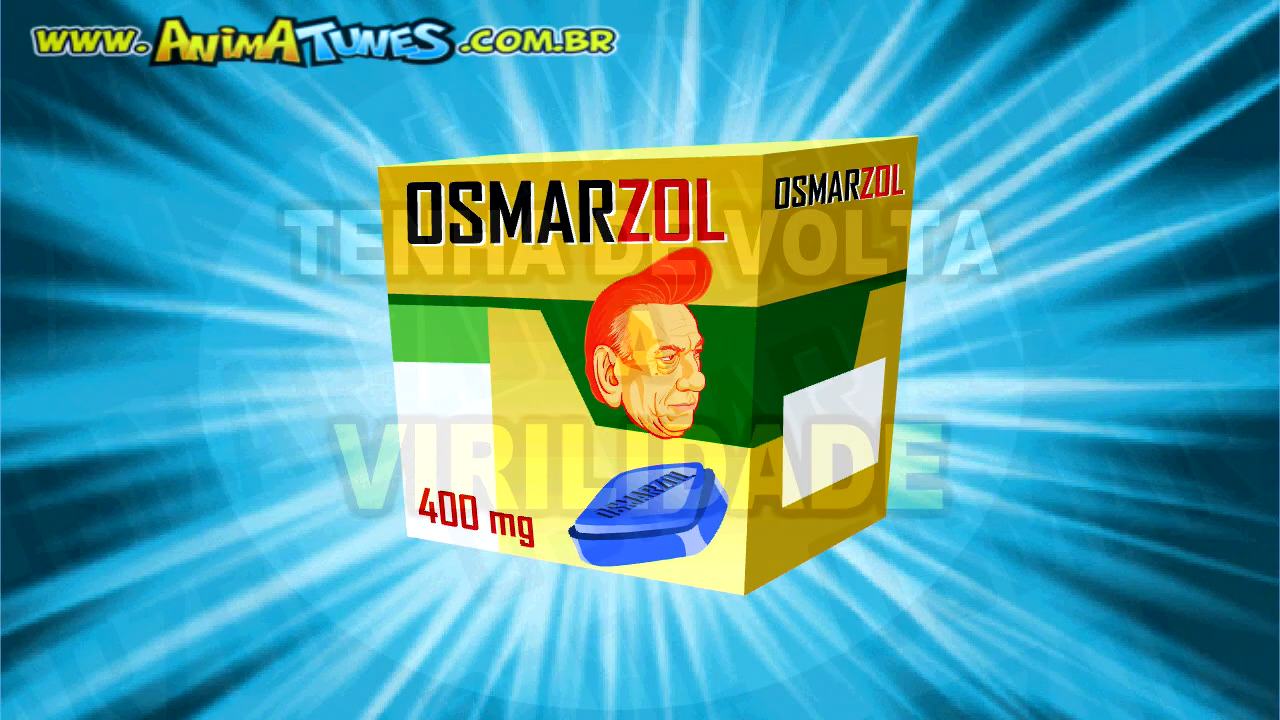 www.AnimATunes.com.br
OSMARZOL
OSMARZOL
TENHA DE VOLTA
A
VIRILIDADE
OSMARZOL
400 mg